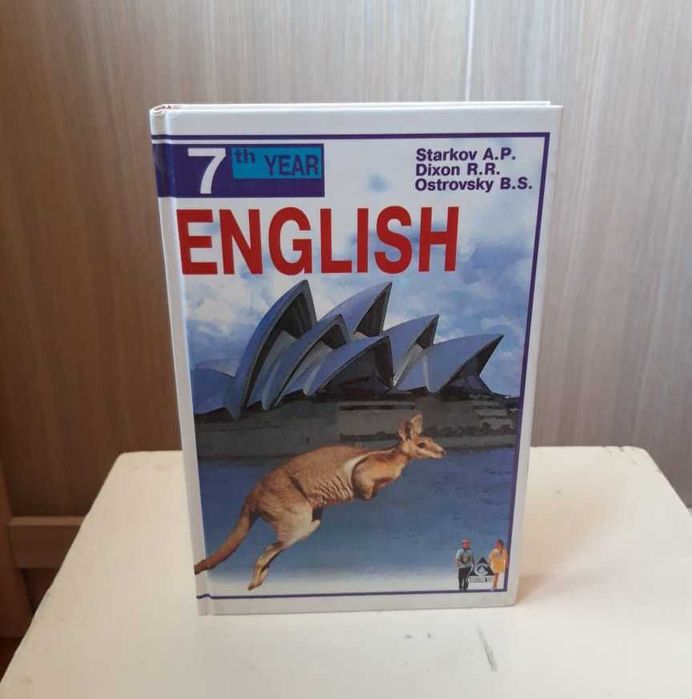 7th YEAR
Starkov A.P.
Dixon R.R.
Ostrovsky B.S.
ENGLISH